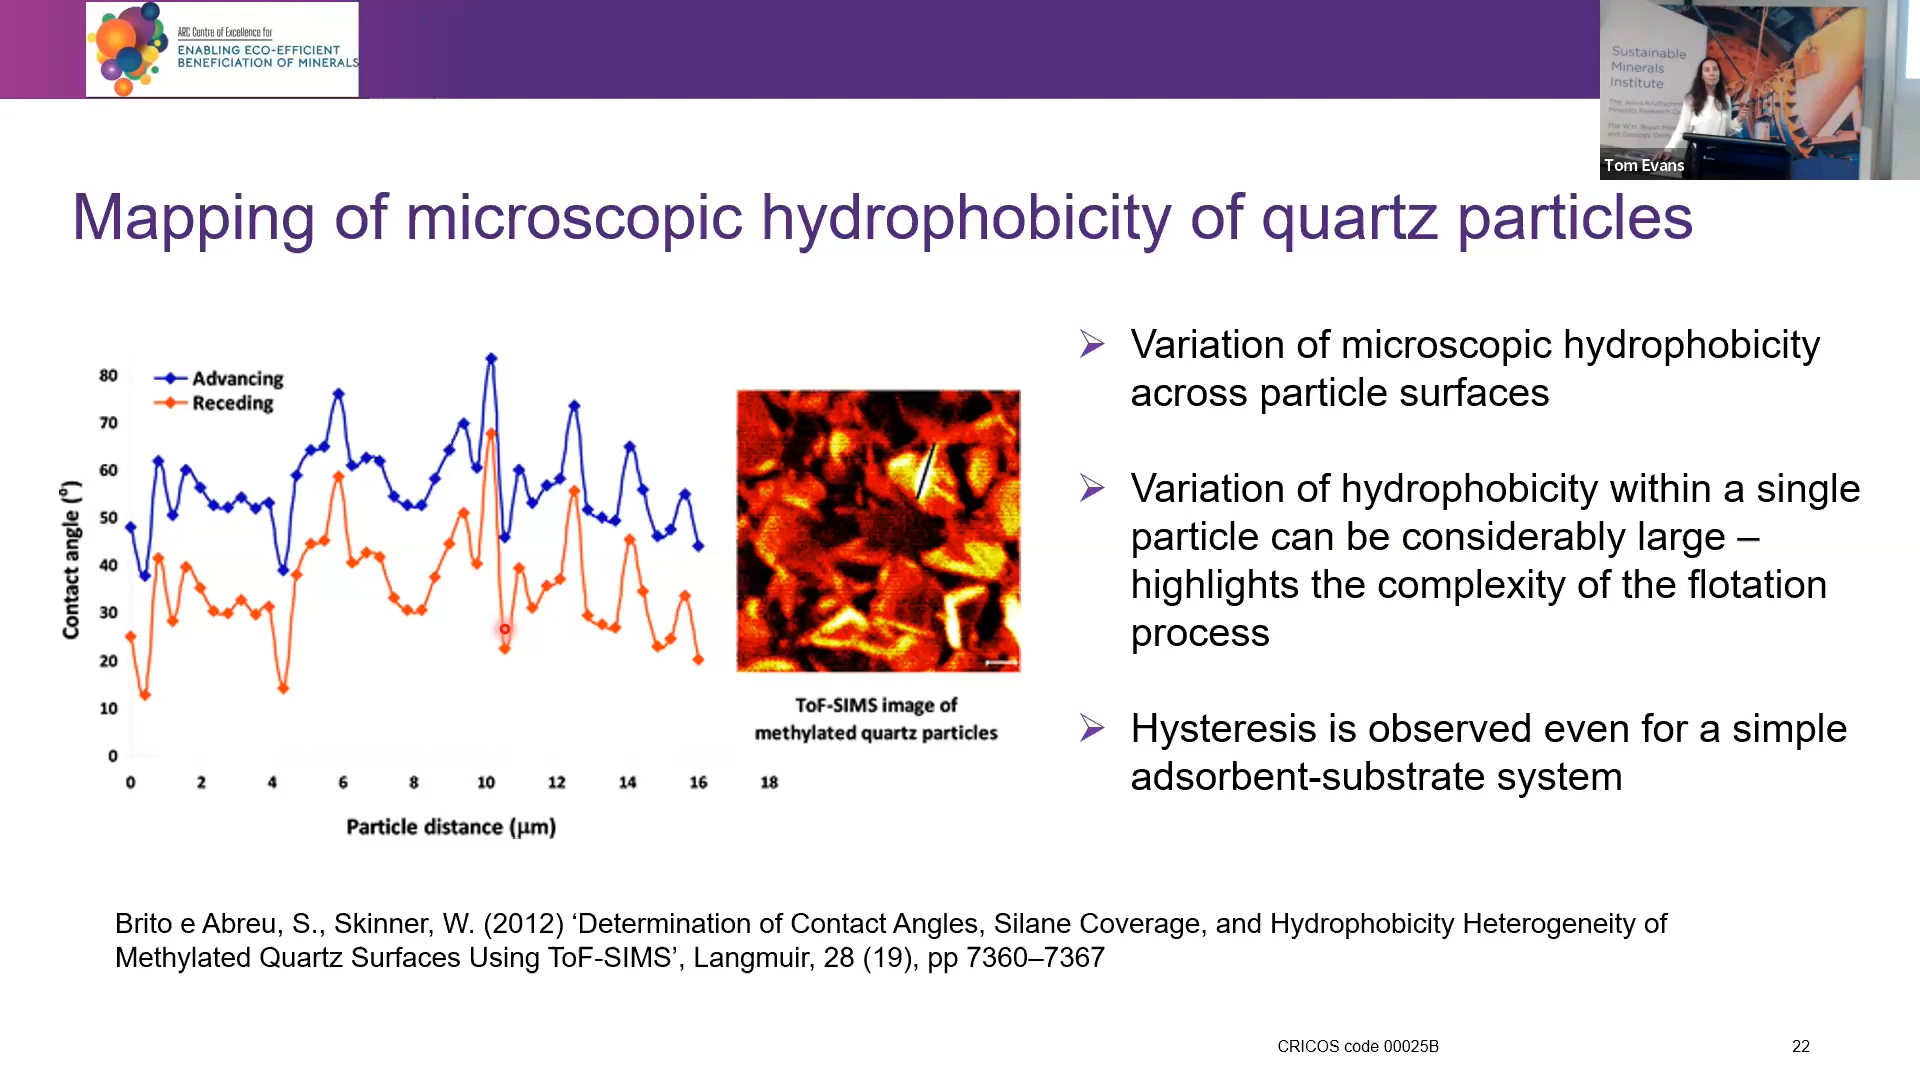 ARC Centre of Excellence for
ENABLING ECO-EFFICIENT
BENEFICIATION OF MINERALS
Sustainable
Minerals
Institute
Tom Evans
Mapping of microscopic hydrophobicity of quartz particles
Advancing
Receding
Contact angle (°)
80
70
60
50
40
30
20
10
0
0 2 4 6 8 10 12 14 16 18
Particle distance (µm)
ToF-SIMS image of
methylated quartz particles
➢ Variation of microscopic hydrophobicity
across particle surfaces
➢ Variation of hydrophobicity within a single
particle can be considerably large –
highlights the complexity of the flotation
process
➢ Hysteresis is observed even for a simple
adsorbent-substrate system
Brito e Abreu, S., Skinner, W. (2012) ‘Determination of Contact Angles, Silane Coverage, and Hydrophobicity Heterogeneity of
Methylated Quartz Surfaces Using ToF-SIMS’, Langmuir, 28 (19), pp 7360–7367
CRICOS code 00025B
22